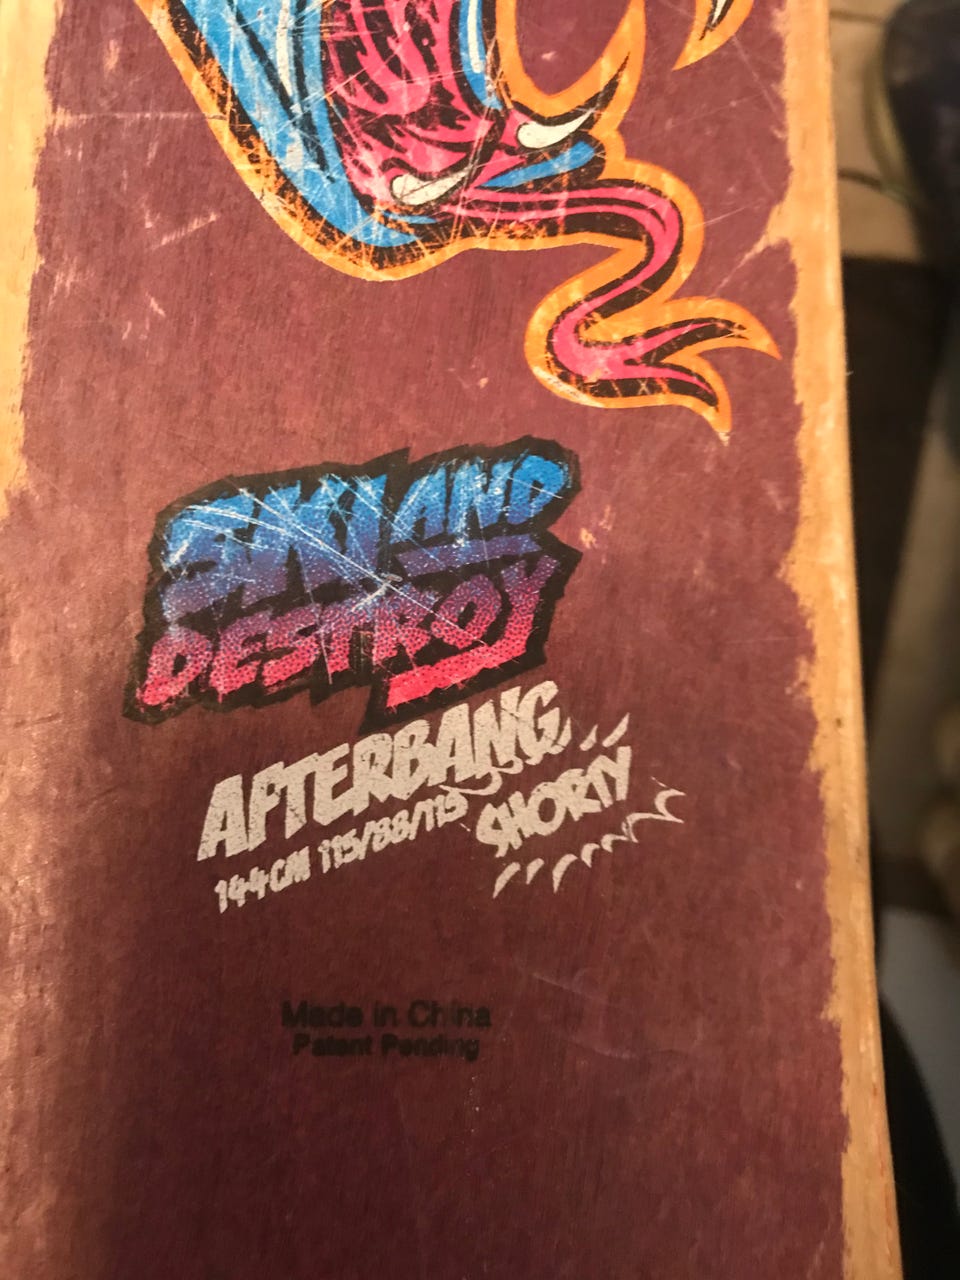 SKI AND
DESTROY
AFTERBANG
SHORTY
144CM 115/88/115
Made in China
Patent Pending